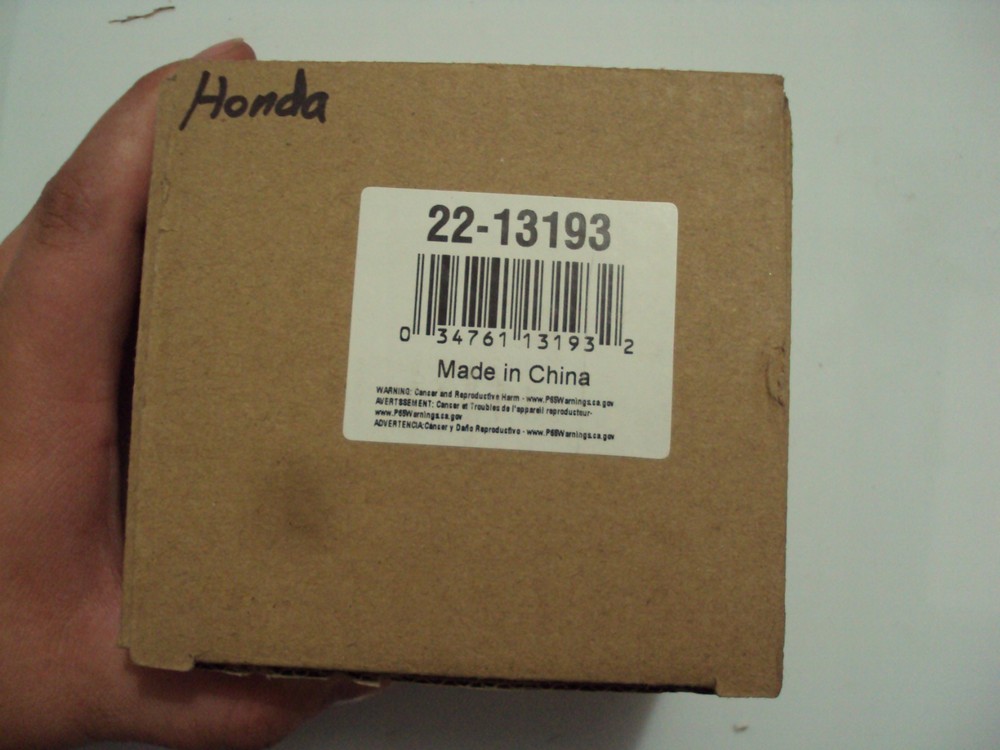 Honda
22-13193
0 34761 13193 2
Made in China
WARNING: Cancer and Reproductive Harm - www.P65Warnings.ca.gov
AVERTSSEMENT: Cancer et Troubles de l'appareil reproducteur-
www.P65Warnings.ca.gov
ADVERTENCIA:Cancer y Daño Reproductivo - www.P65Warnings.ca.gov